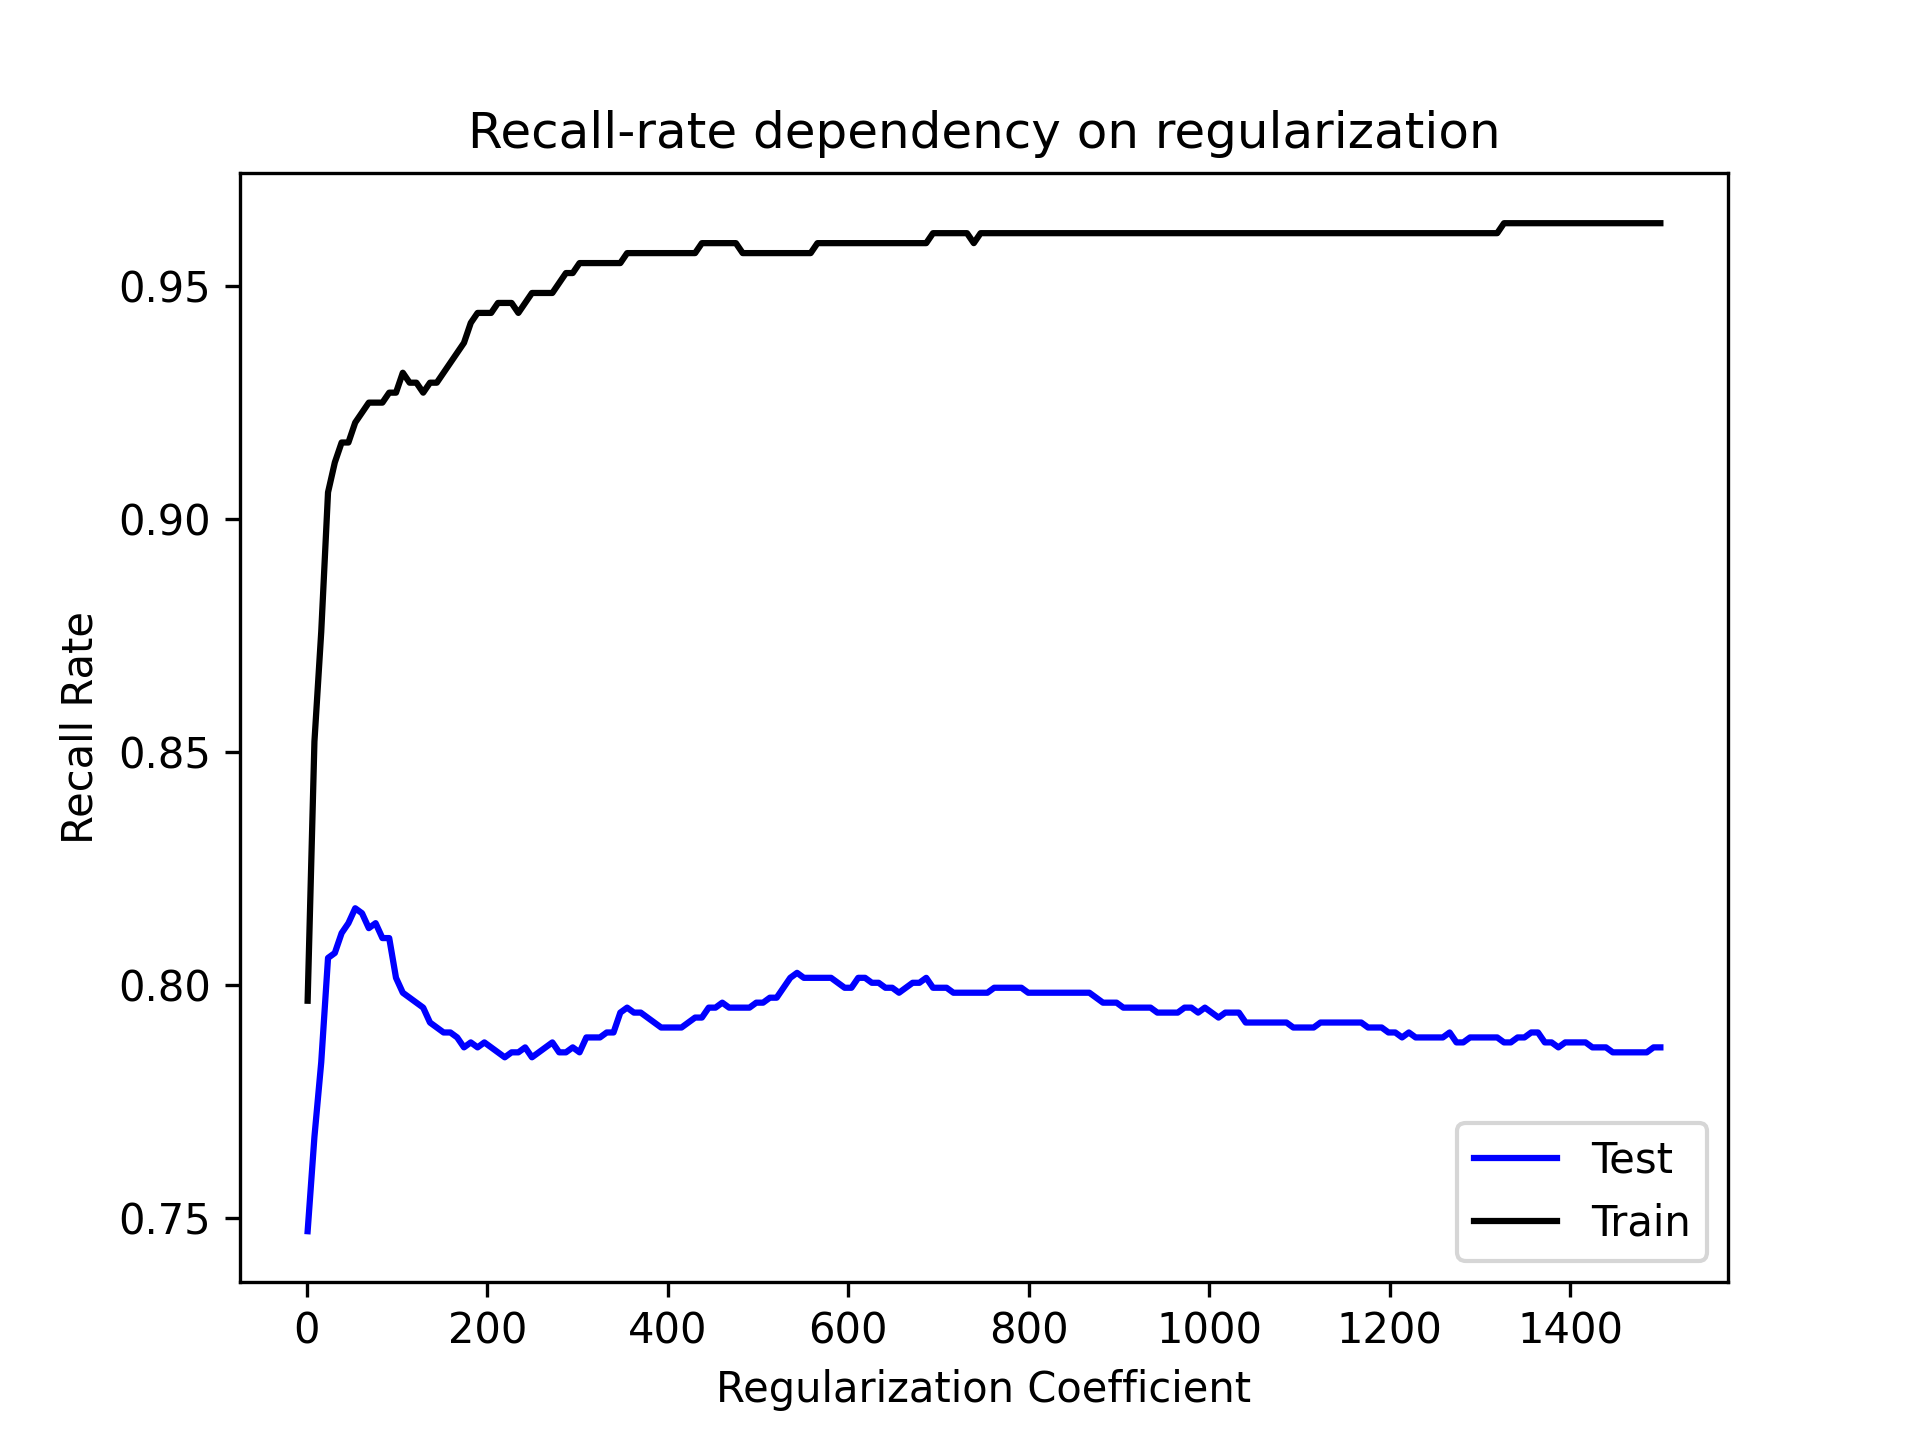 Recall-rate dependency on regularization
0.95
0.90
0.85
0.80
0.75
Recall Rate
Test
Train
0 200 400 600 800 1000 1200 1400
Regularization Coefficient